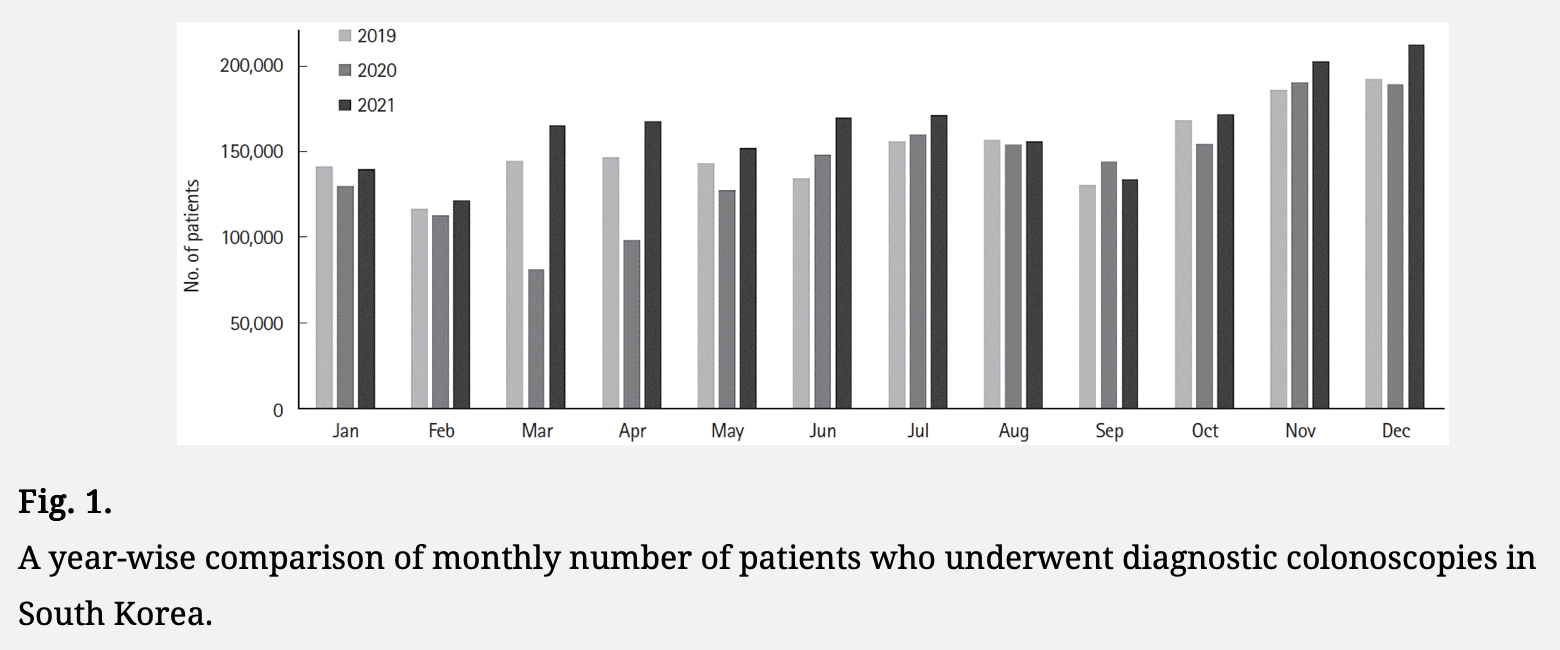 2019
2020
2021
200,000
150,000
100,000
50,000
0
No. of patients
Jan Feb Mar Apr May Jun Jul Aug Sep Oct Nov Dec
Fig. 1.
A year-wise comparison of monthly number of patients who underwent diagnostic colonoscopies in
South Korea.